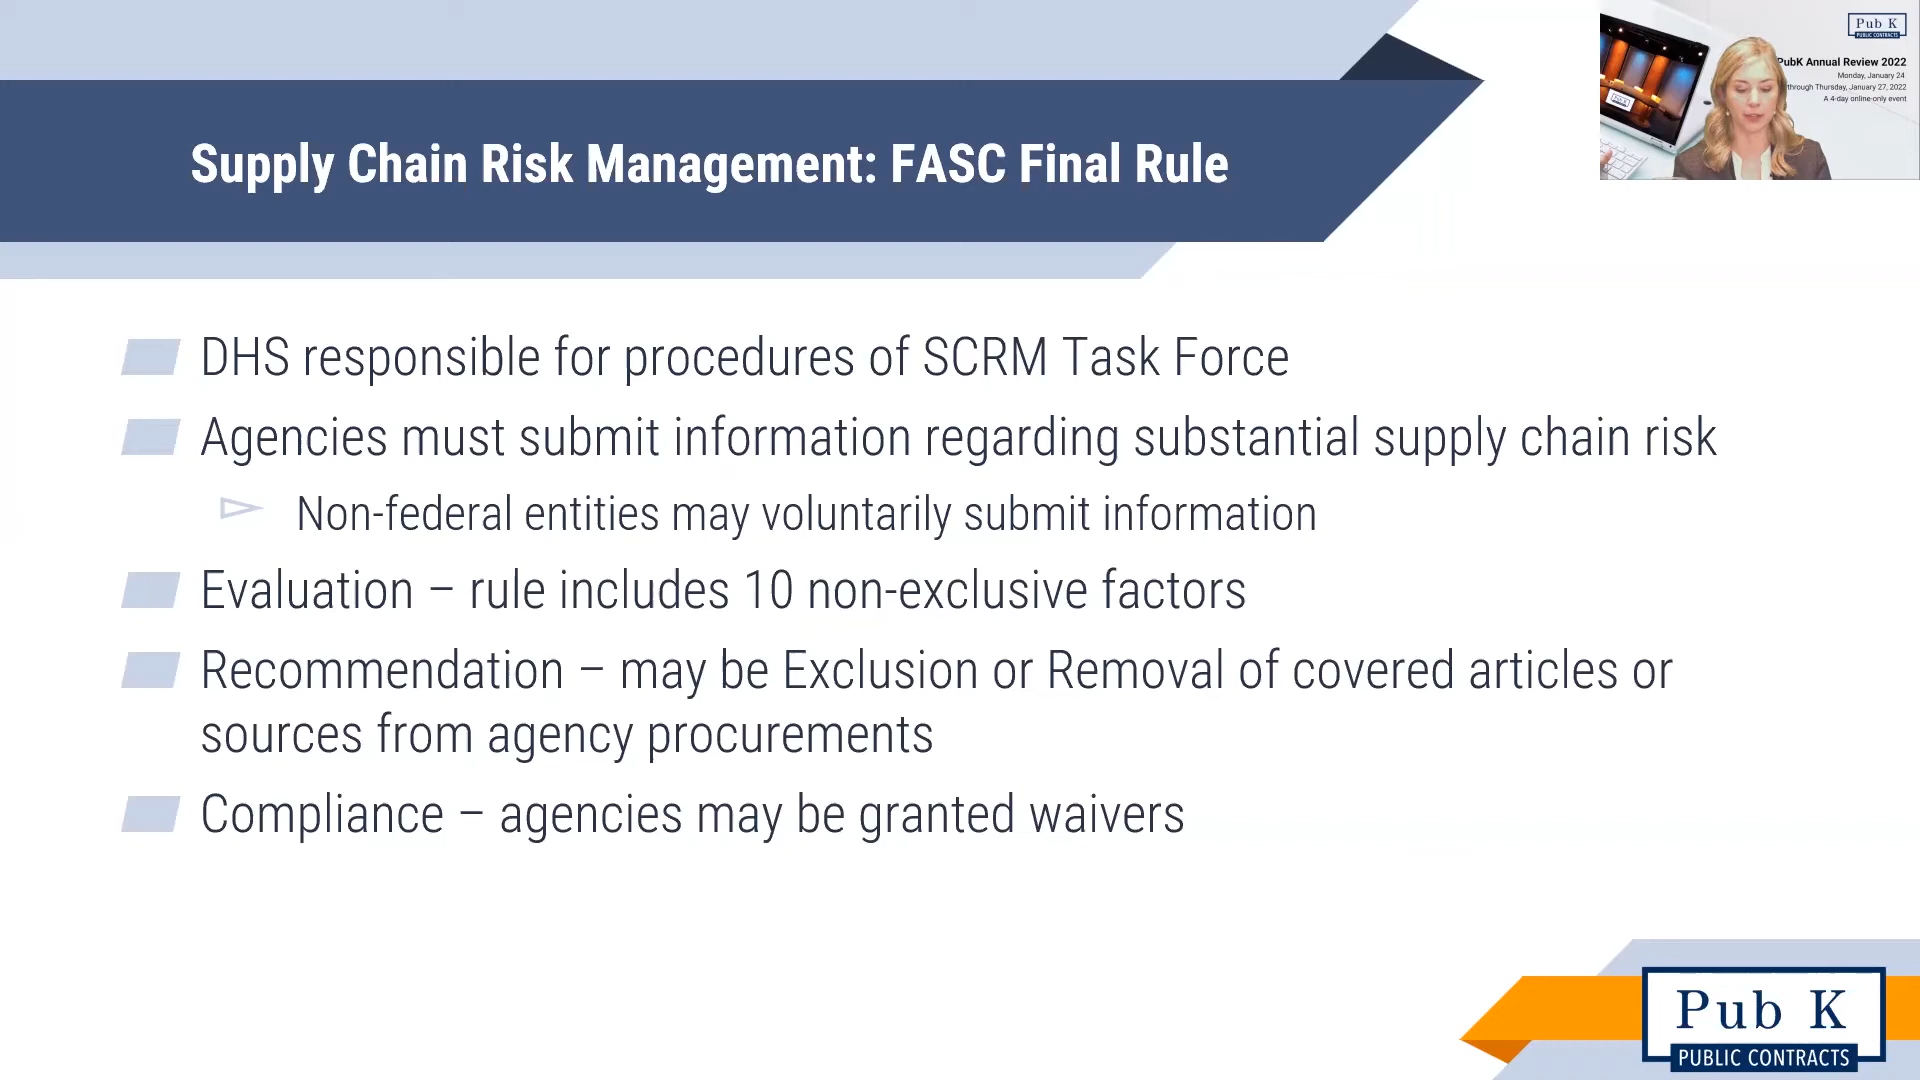 Supply Chain Risk Management: FASC Final Rule
Pub K
PUBLIC CONTRACTS
PubK Annual Review 2022
Monday, January 24
through Thursday, January 27, 2022
A 4-day online-only event
DHS responsible for procedures of SCRM Task Force
Agencies must submit information regarding substantial supply chain risk
Non-federal entities may voluntarily submit information
Evaluation – rule includes 10 non-exclusive factors
Recommendation – may be Exclusion or Removal of covered articles or
sources from agency procurements
Compliance – agencies may be granted waivers
Pub K
PUBLIC CONTRACTS